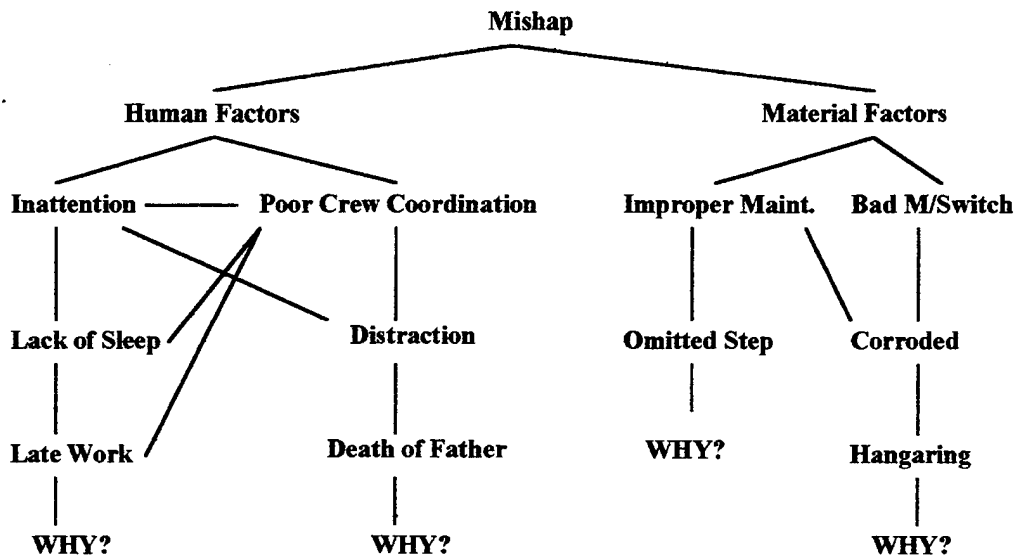 Mishap
Human Factors
Material Factors
Inattention
Poor Crew Coordination
Improper Maint.
Bad M/Switch
Lack of Sleep
Distraction
Omitted Step
Corroded
Late Work
Death of Father
WHY?
Hangaring
WHY?
WHY?
WHY?